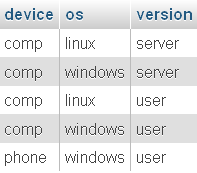 device os version
comp linux server
comp windows server
comp linux user
comp windows user
phone windows user